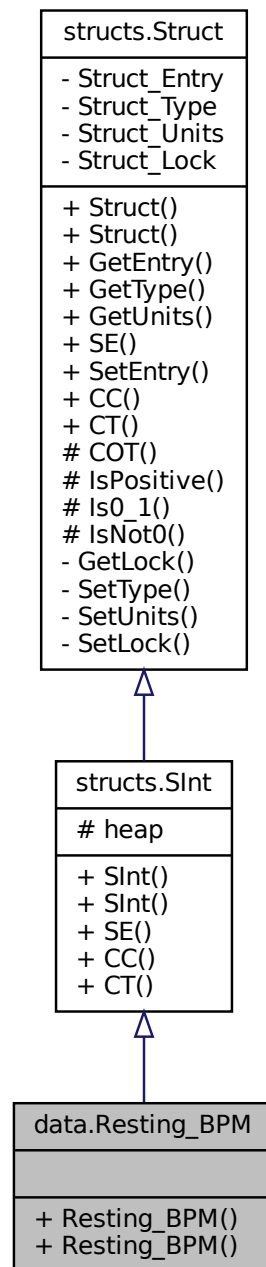 structs.Struct
- Struct_Entry
- Struct_Type
- Struct_Units
- Struct_Lock
+ Struct()
+ Struct()
+ GetEntry()
+ GetType()
+ GetUnits()
+ SE()
+ SetEntry()
+ CC()
+ CT()
# COT()
# IsPositive()
# Is0_1()
# IsNot0()
- GetLock()
- SetType()
- SetUnits()
- SetLock()
structs.SInt
# heap
+ SInt()
+ SInt()
+ SE()
+ CC()
+ CT()
data.Resting_BPM
+ Resting_BPM()
+ Resting_BPM()